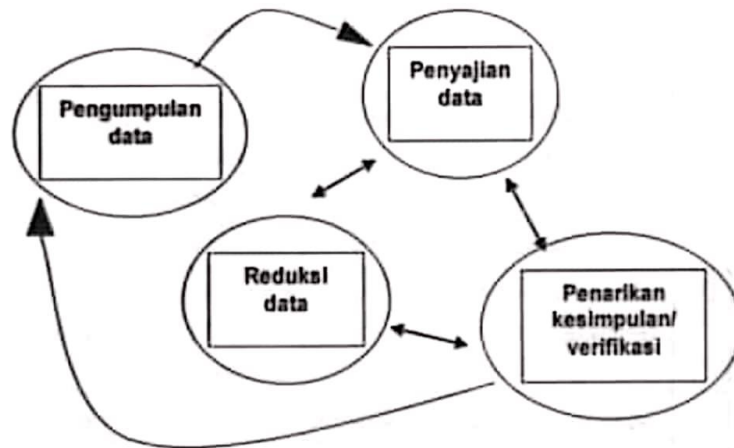 Pengumpulan
data
Penyajian
data
Reduksi
data
Penarikan
kesimpulan/
verifikasi